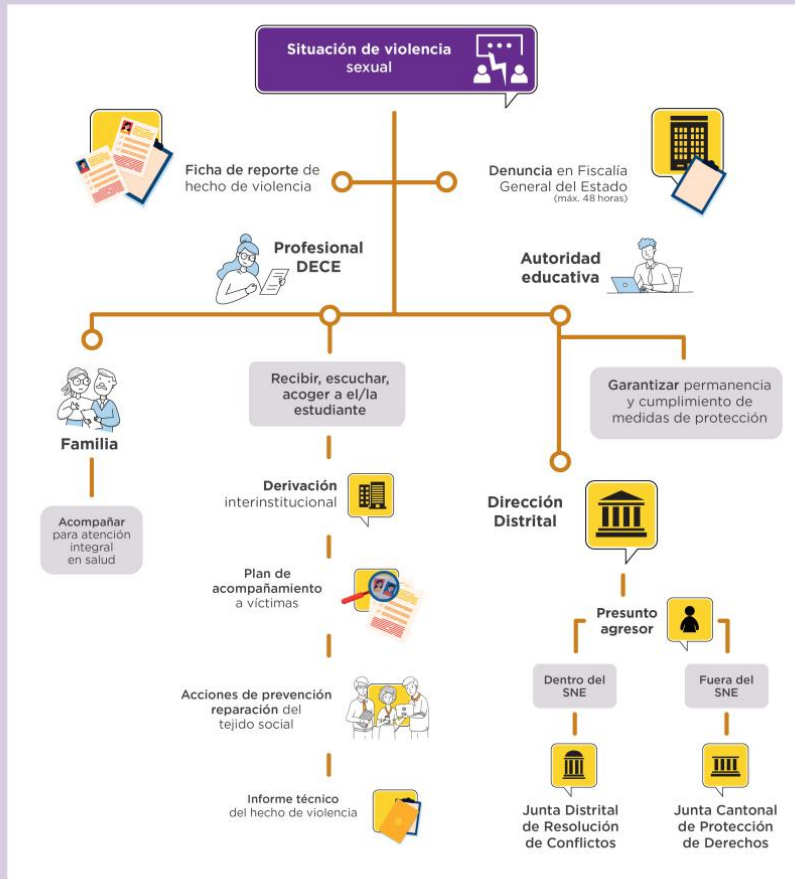 Situación de violencia
sexual
Ficha de reporte de
hecho de violencia
Denuncia en Fiscalía
General del Estado
(máx. 48 horas)
Profesional
DECE
Autoridad
educativa
Familia
Acompañar
para atención
integral
en salud
Recibir, escuchar,
acoger a el/la
estudiante
Derivación
interinstitucional
Plan de
acompañamiento
a víctimas
Acciones de prevención
reparación del
tejido social
Informe técnico
del hecho de violencia
Garantizar permanencia
y cumplimiento de
medidas de protección
Dirección
Distrital
Presunto
agresor
Dentro del
SNE
Fuera del
SNE
Junta Distrital
de Resolución
de Conflictos
Junta Cantonal
de Protección
de Derechos